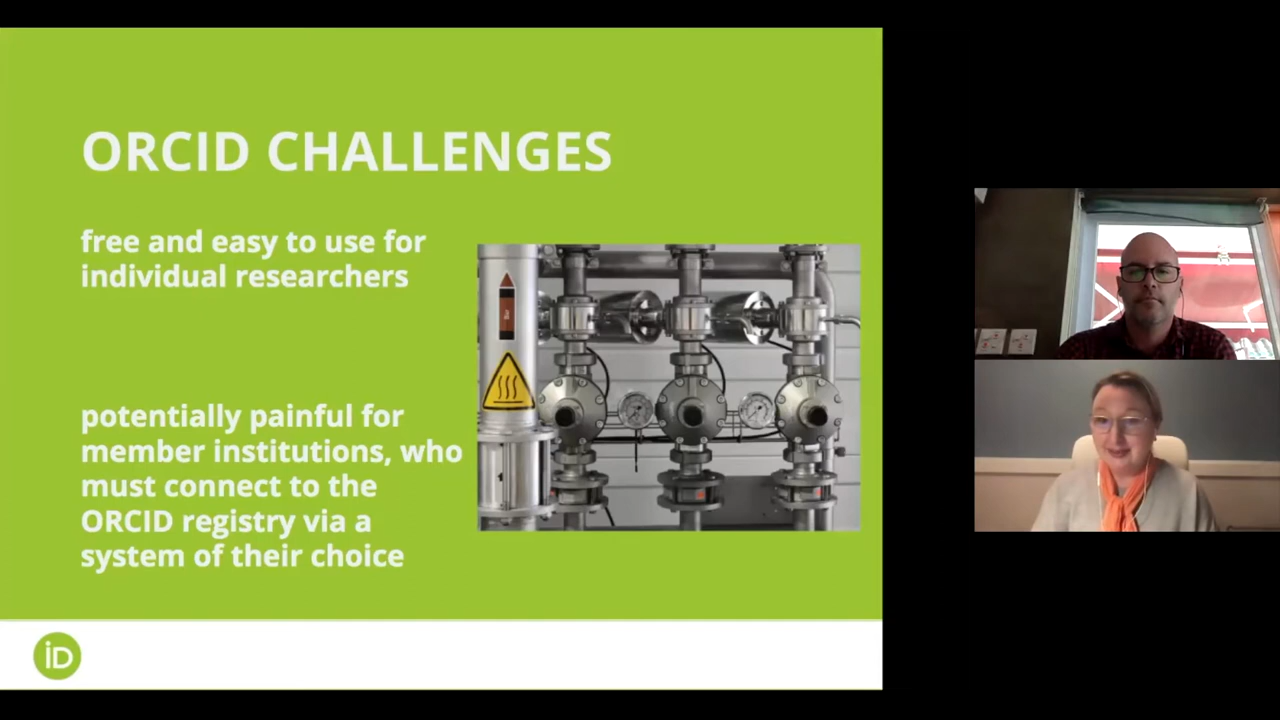 ORCID CHALLENGES
free and easy to use for
individual researchers
potentially painful for
member institutions, who
must connect to the
ORCID registry via a
system of their choice
iD